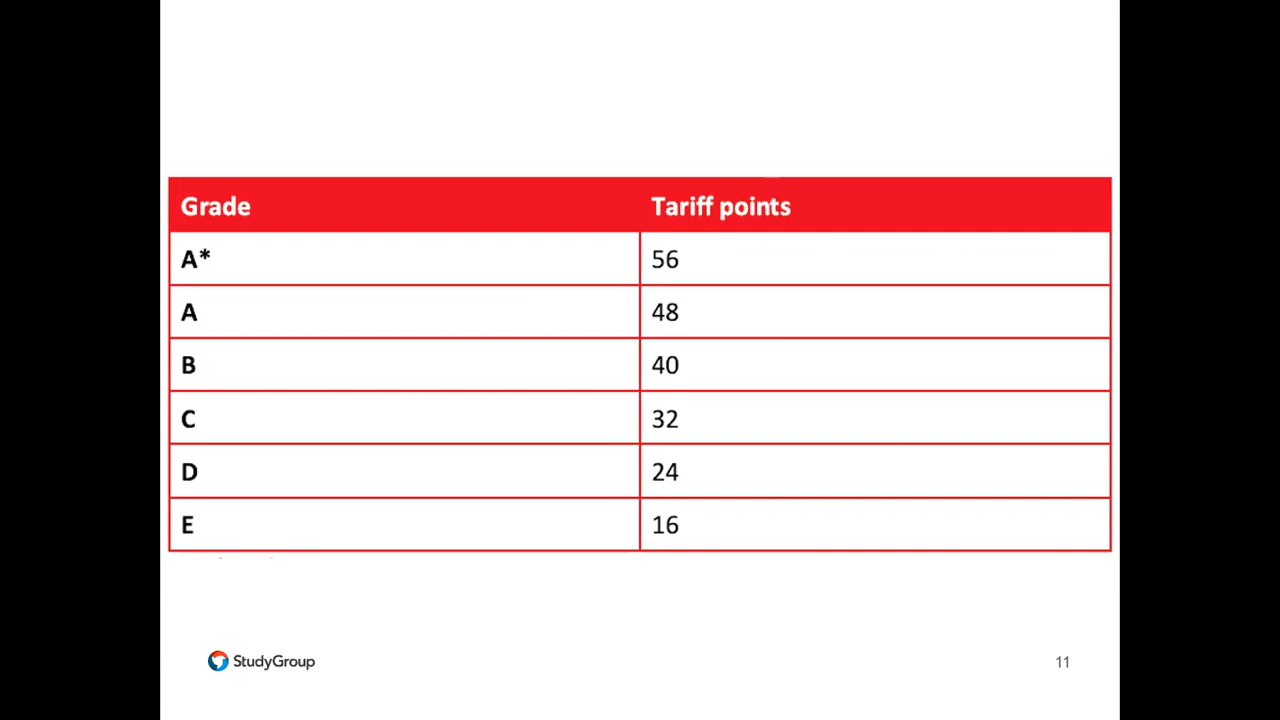 Grade Tariff points
A* 56
A 48
B 40
C 32
D 24
E 16
StudyGroup 11